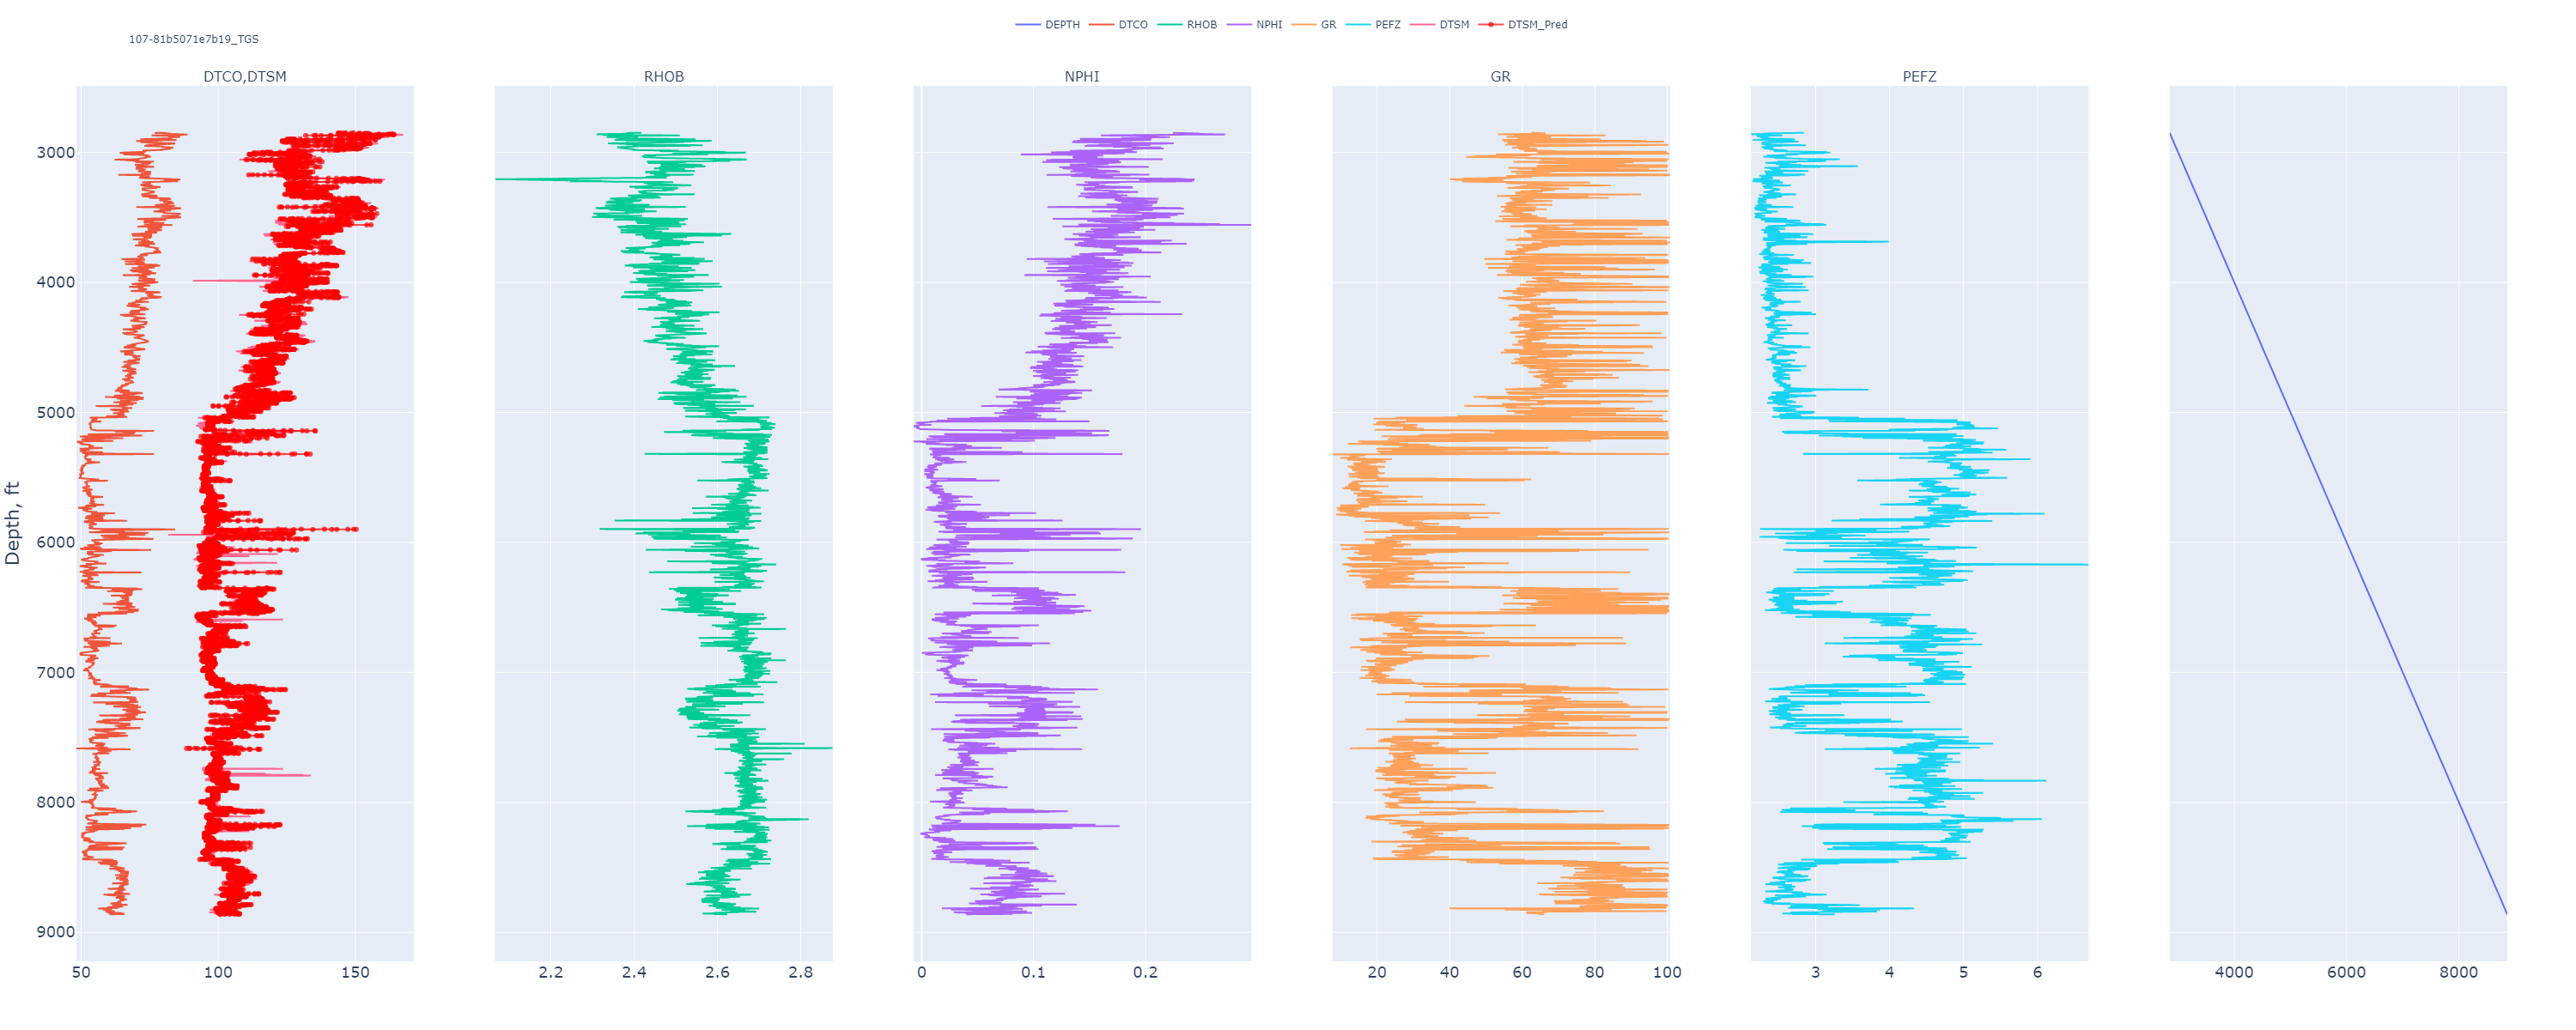 DEPTH DTCO RHOB NPHI GR PEFZ DTSM DTSM_Pred
107-81b5071e7b19_TGS
DTCO,DTSM RHOB NPHI GR PEFZ
3000
4000
5000
6000
7000
8000
9000
Depth, ft
50 100 150 2.2 2.4 2.6 2.8 0 0.1 0.2 20 40 60 80 100 3 4 5 6 4000 6000 8000